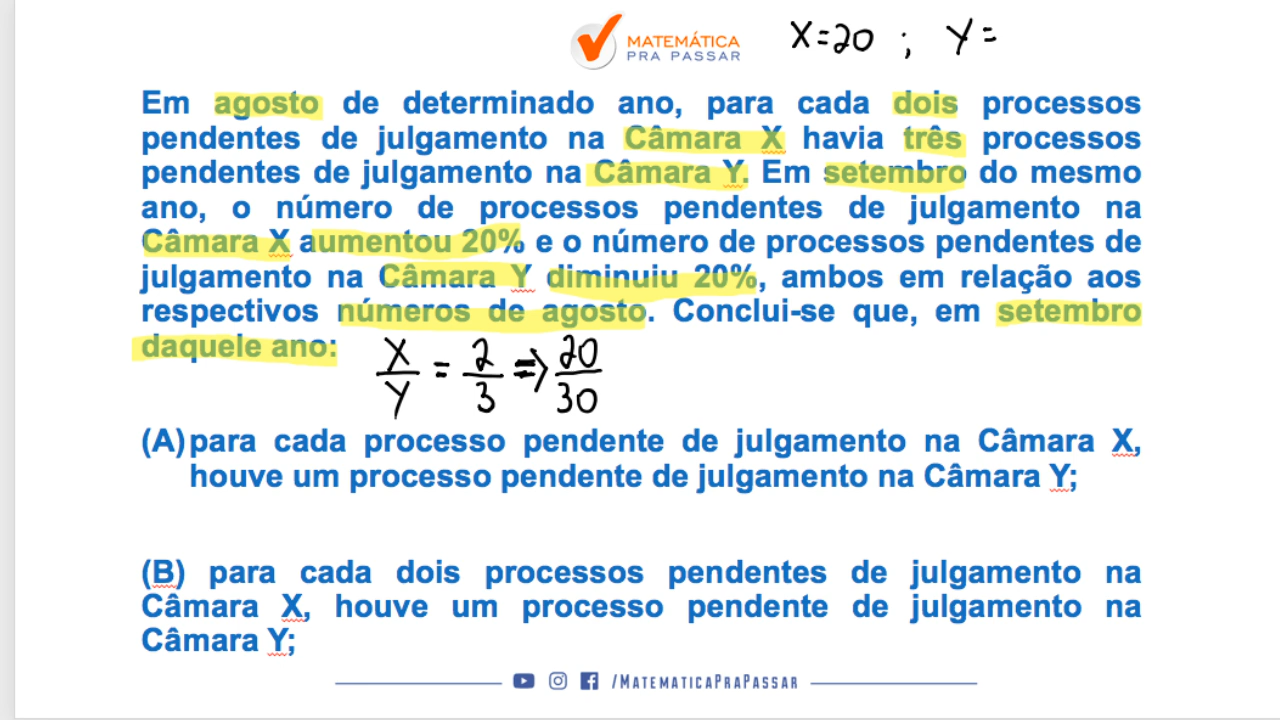 MATEMÁTICA
PRA PASSAR
X=20 ; Y=
Em agosto de determinado ano, para cada dois processos
pendentes de julgamento na Câmara X havia três processos
pendentes de julgamento na Câmara Y. Em setembro do mesmo
ano, o número de processos pendentes de julgamento na
Câmara X aumentou 20% e o número de processos pendentes de
julgamento na Câmara Y diminuiu 20%, ambos em relação aos
respectivos números de agosto. Conclui-se que, em setembro
daquele ano:
X/Y = 2/3 => 20/30
(A) para cada processo pendente de julgamento na Câmara X,
houve um processo pendente de julgamento na Câmara Y;
(B) para cada dois processos pendentes de julgamento na
Câmara X, houve um processo pendente de julgamento na
Câmara Y;
/MATEMATICAPRAPASSAR